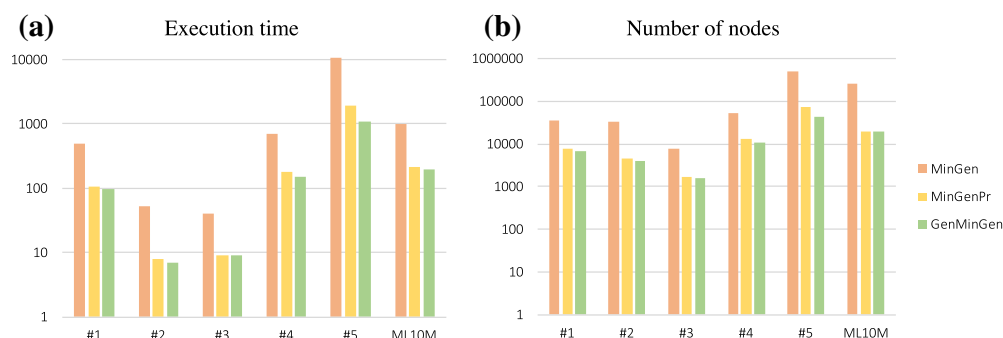 (a)
Execution time
10000
1000
100
10
1
#1 #2 #3 #4 #5 ML10M
(b)
Number of nodes
1000000
100000
10000
1000
100
10
1
#1 #2 #3 #4 #5 ML10M
MinGen
MinGenPr
GenMinGen